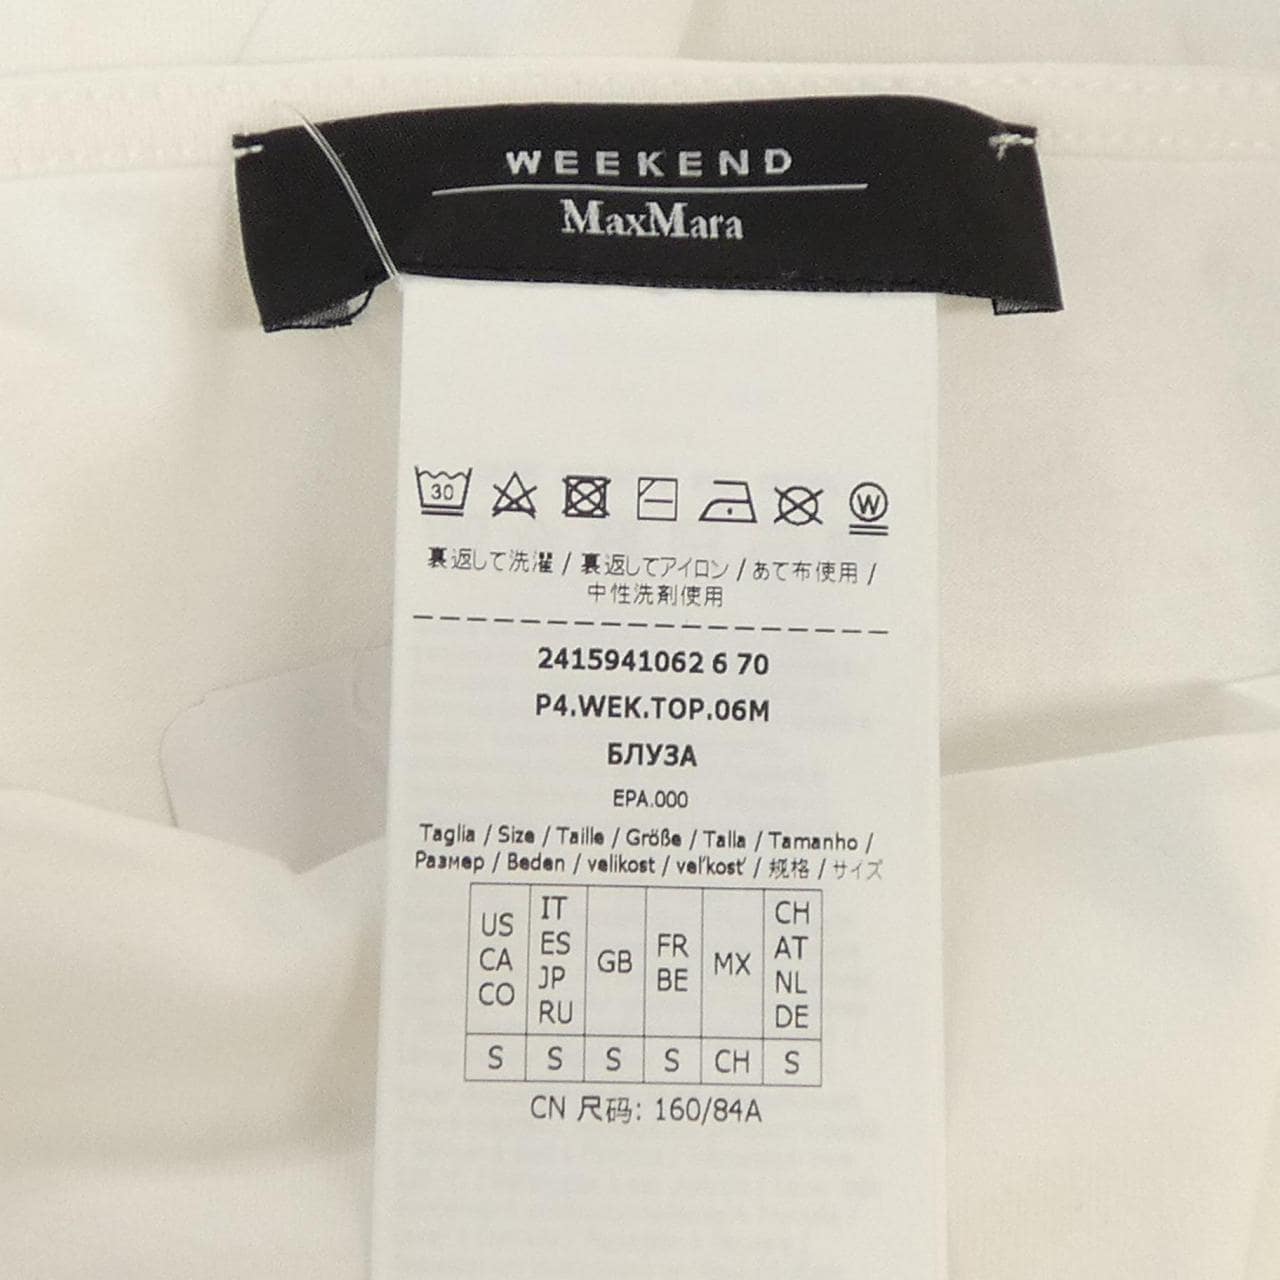 WEEKEND
MaxMara
30
W
裏返して洗濯 / 裏返してアイロン / あて布使用 /
中性洗剤使用
2415941062 6 70
P4.WEK.TOP.06M
БЛУЗА
EPA.000
Taglia / Size / Taille / Größe / Talla / Tamanho /
Размер / Beden / velikost / veľkosť / 规格 / サイズ
US CA CO IT ES JP RU GB FR BE MX CH AT NL DE
S S S S CH S
CN 尺码: 160/84A